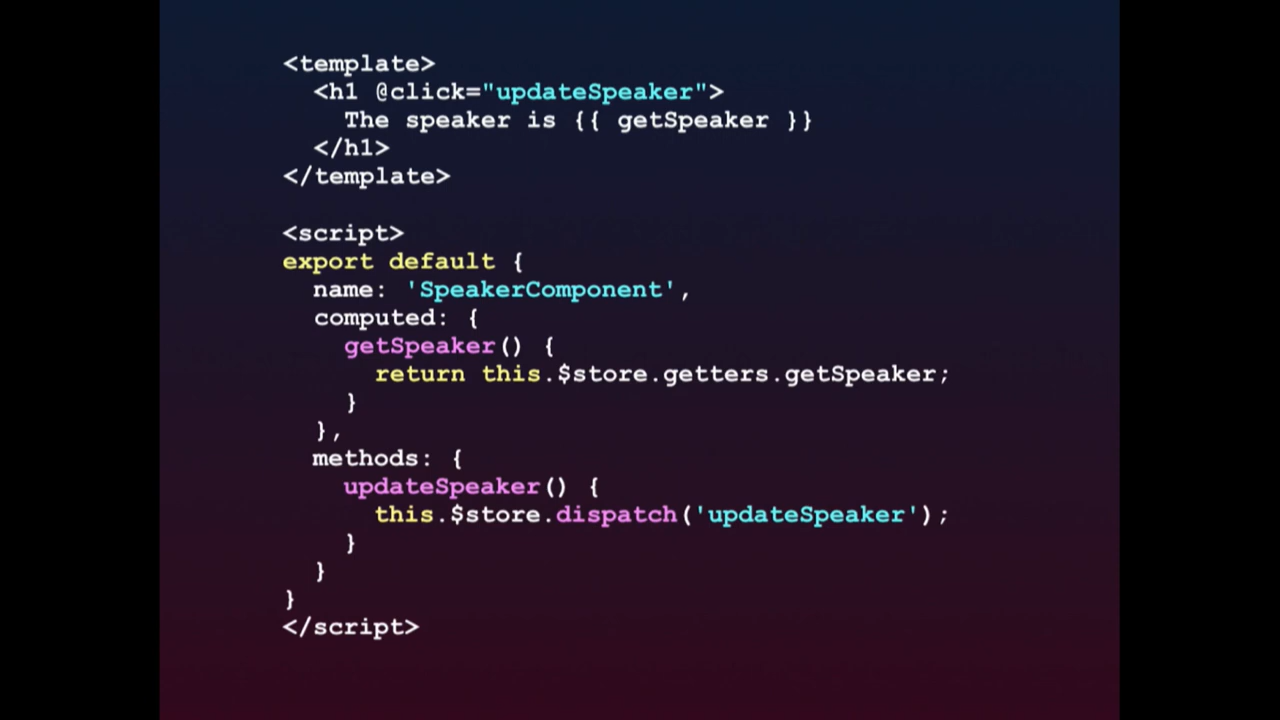 <template>
  <h1 @click="updateSpeaker">
    The speaker is {{ getSpeaker }}
  </h1>
</template>

<script>
export default {
  name: 'SpeakerComponent',
  computed: {
    getSpeaker() {
      return this.$store.getters.getSpeaker;
    }
  },
  methods: {
    updateSpeaker() {
      this.$store.dispatch('updateSpeaker');
    }
  }
}
</script>